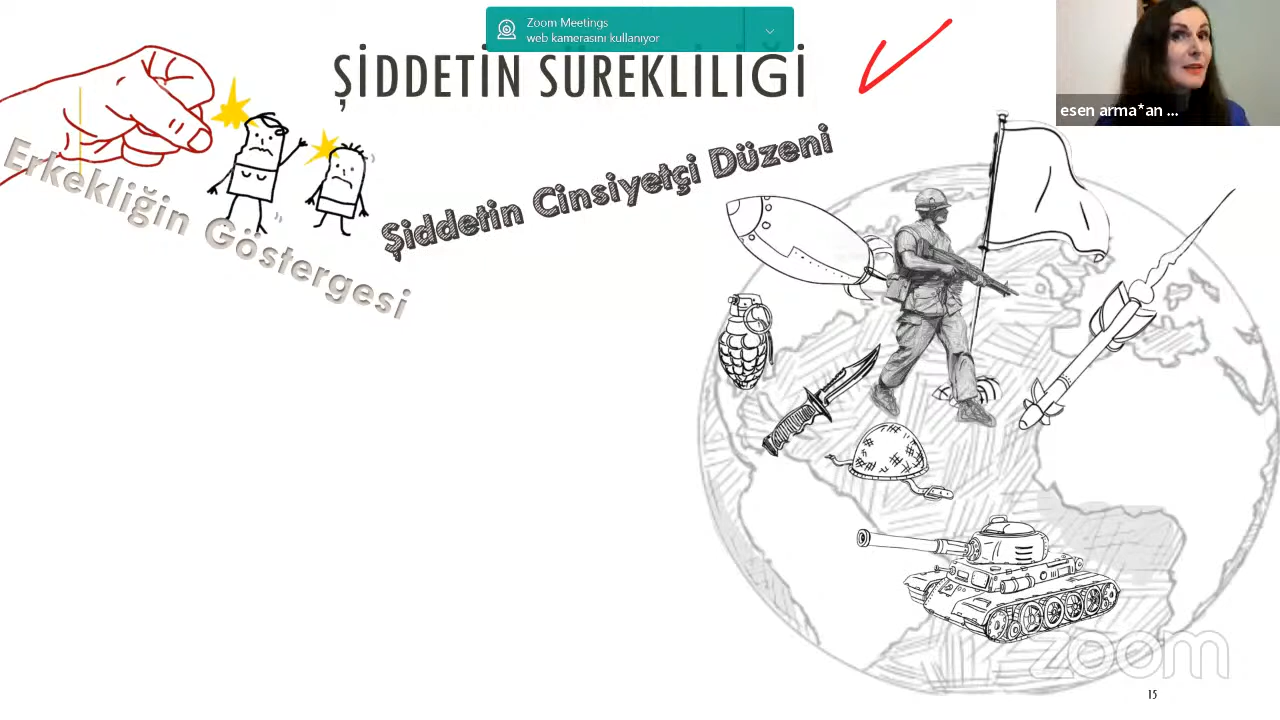 Zoom Meetings
web kamerasını kullanıyor
ŞİDDETİN SÜREKLİLİĞİ
esen arma*an ...
Erkekliğin Göstergesi
Şiddetin Cinsiyetçi Düzeni
zoom
15